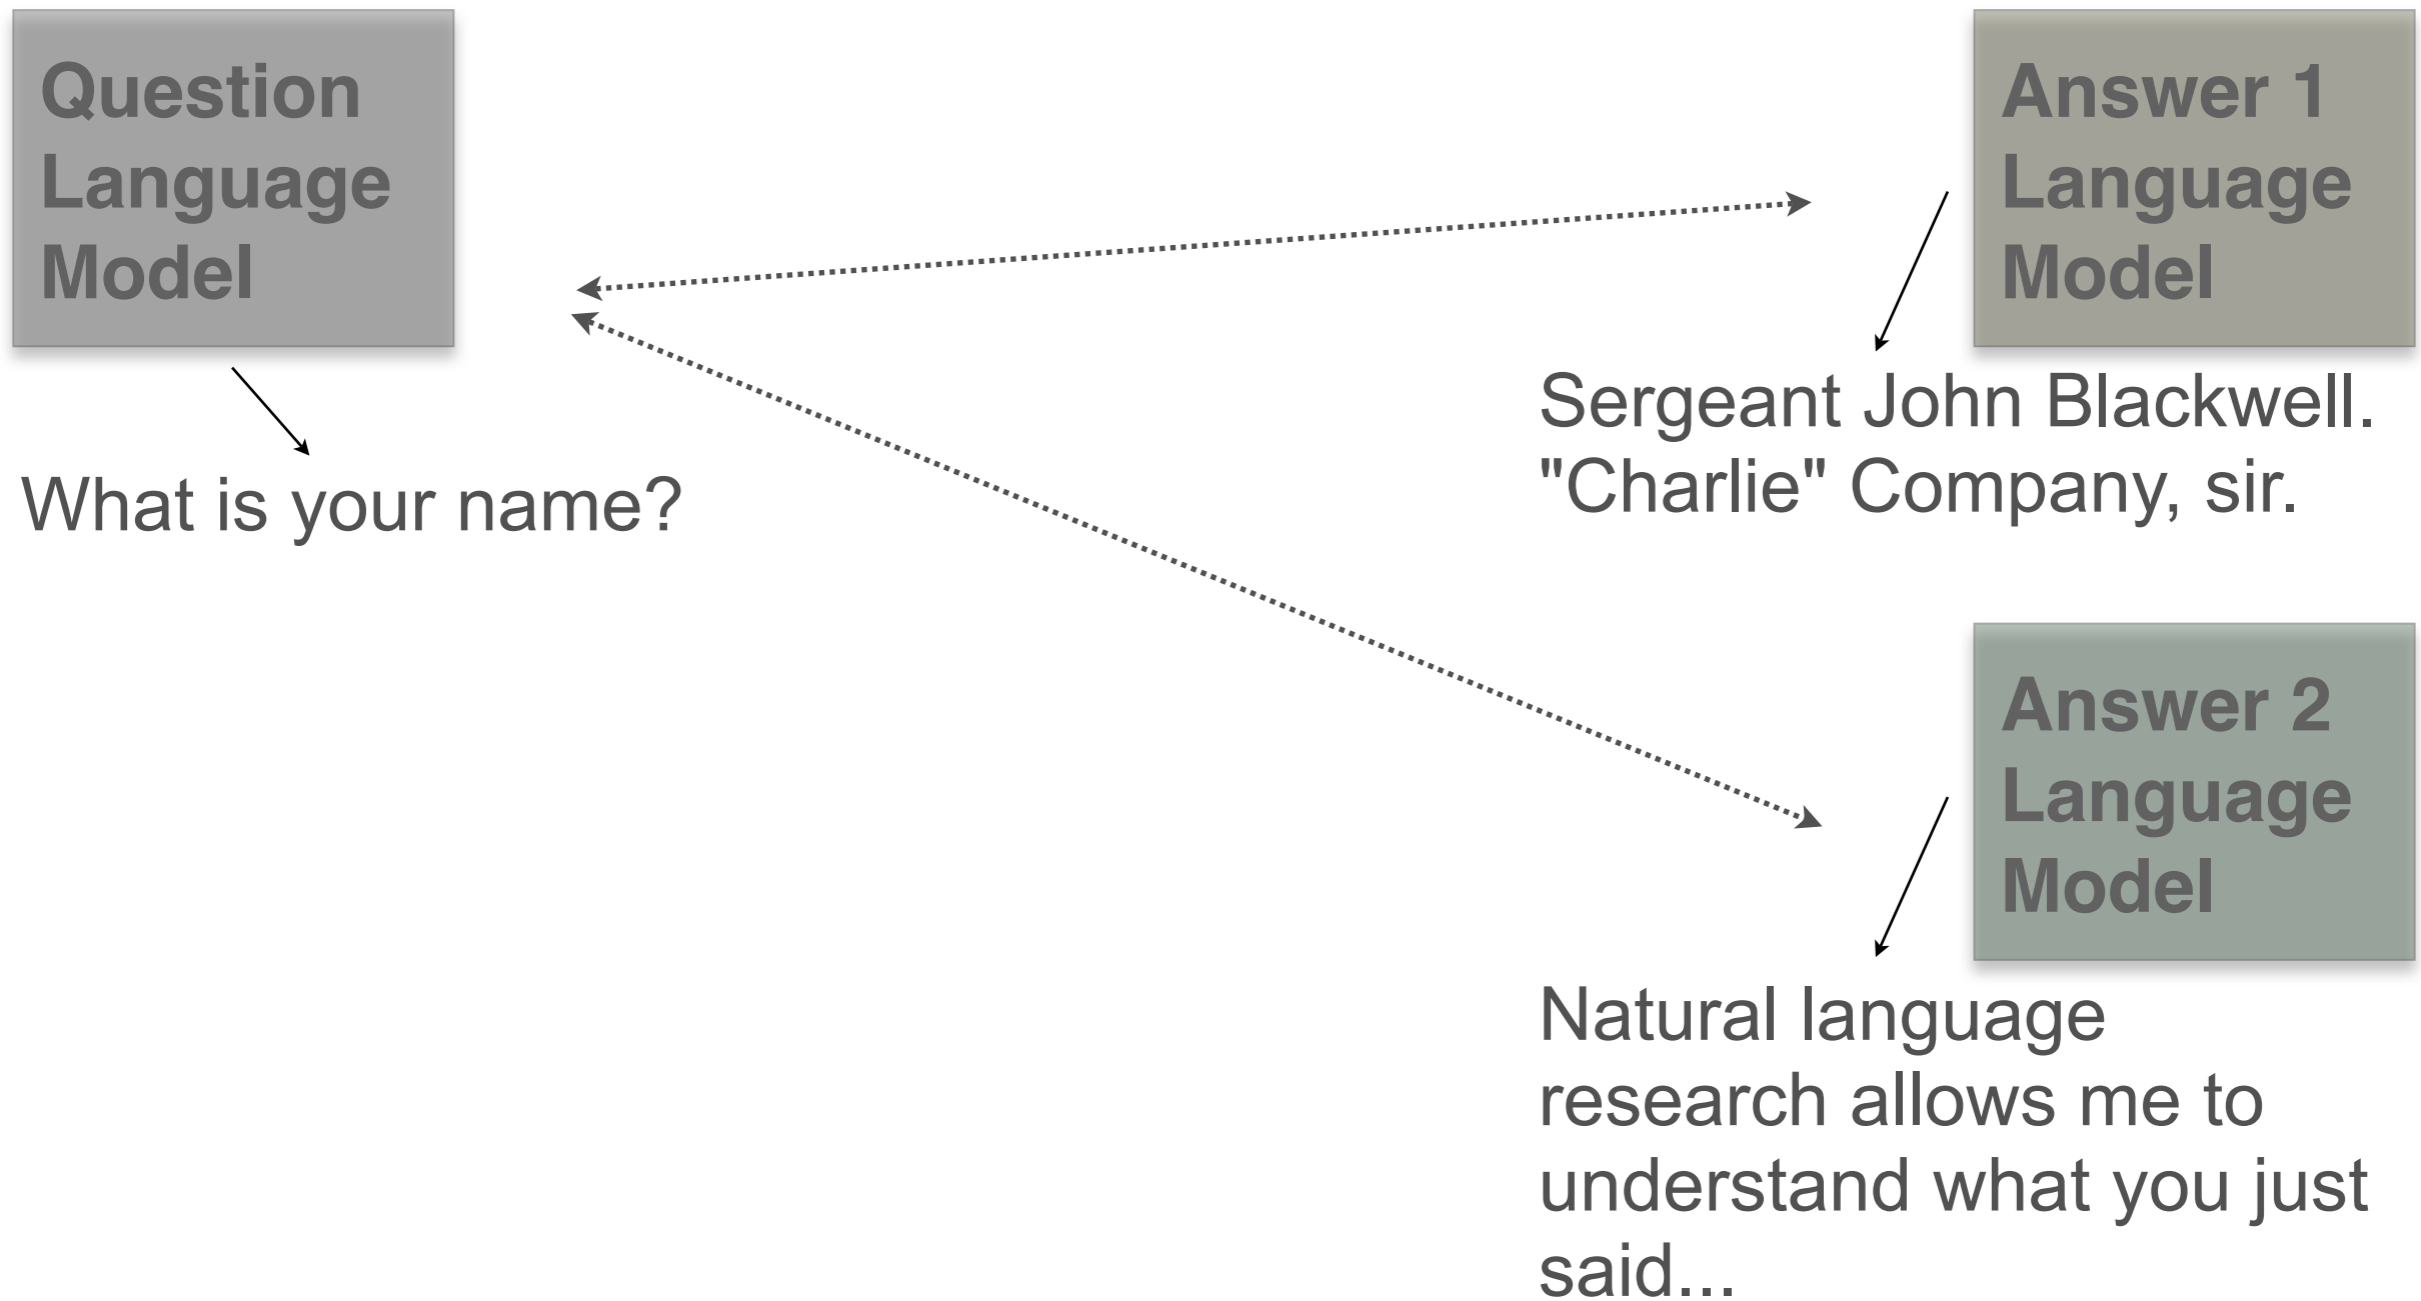 Question
Language
Model
What is your name?
Answer 1
Language
Model
Sergeant John Blackwell.
"Charlie" Company, sir.
Answer 2
Language
Model
Natural language
research allows me to
understand what you just
said...